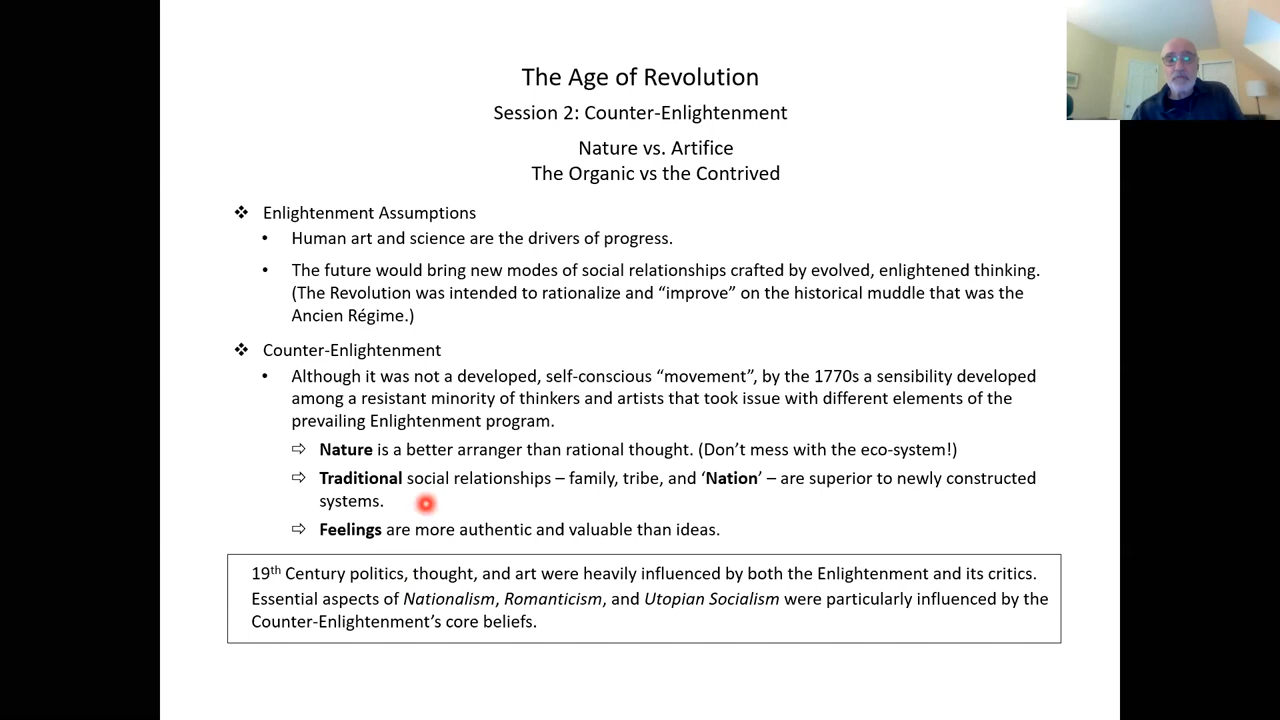 The Age of Revolution
Session 2: Counter-Enlightenment
Nature vs. Artifice
The Organic vs the Contrived
❖ Enlightenment Assumptions
• Human art and science are the drivers of progress.
• The future would bring new modes of social relationships crafted by evolved, enlightened thinking.
(The Revolution was intended to rationalize and “improve” on the historical muddle that was the
Ancien Régime.)
❖ Counter-Enlightenment
• Although it was not a developed, self-conscious “movement”, by the 1770s a sensibility developed
among a resistant minority of thinkers and artists that took issue with different elements of the
prevailing Enlightenment program.
⇨ Nature is a better arranger than rational thought. (Don’t mess with the eco-system!)
⇨ Traditional social relationships – family, tribe, and ‘Nation’ – are superior to newly constructed
systems.
⇨ Feelings are more authentic and valuable than ideas.
19th Century politics, thought, and art were heavily influenced by both the Enlightenment and its critics.
Essential aspects of Nationalism, Romanticism, and Utopian Socialism were particularly influenced by the
Counter-Enlightenment’s core beliefs.